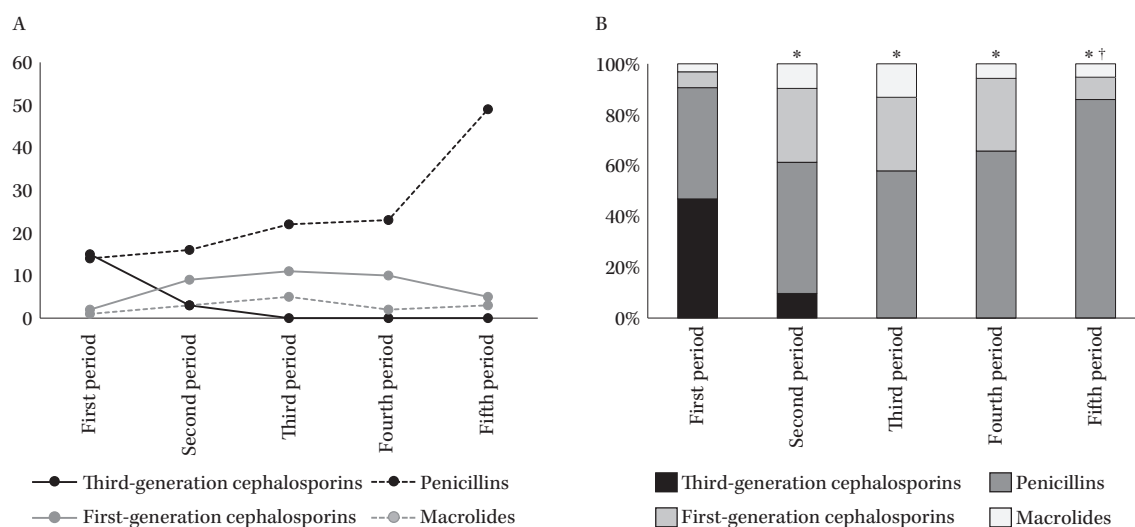 A
60
50
40
30
20
10
0
First period
Second period
Third period
Fourth period
Fifth period
Third-generation cephalosporins
Penicillins
First-generation cephalosporins
Macrolides
B
* * * * †
100%
80%
60%
40%
20%
0%
First period
Second period
Third period
Fourth period
Fifth period
Third-generation cephalosporins
Penicillins
First-generation cephalosporins
Macrolides